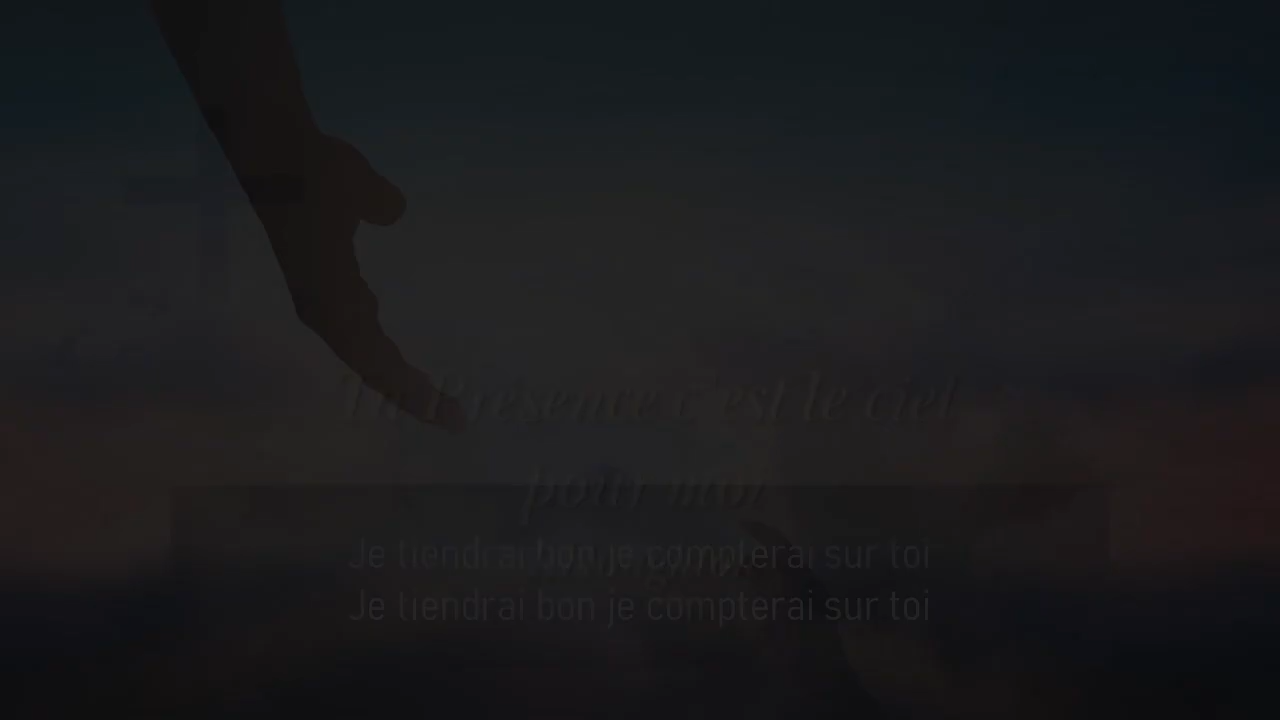 Ta Présence c'est le ciel
pour moi
Je tiendrai bon je compterai sur toi
Je tiendrai bon je compterai sur toi